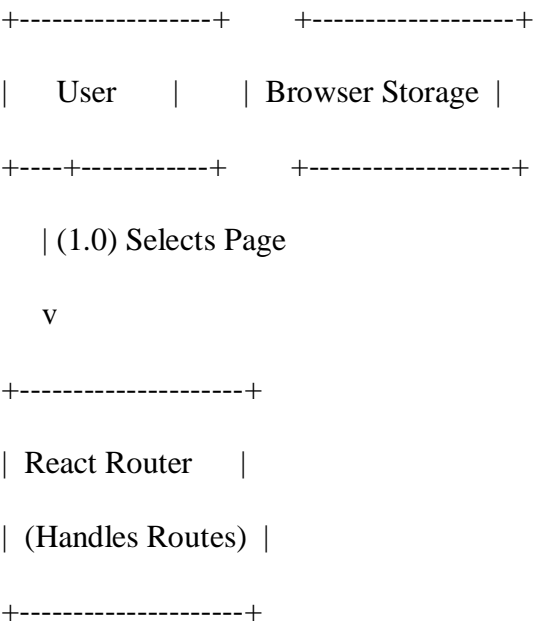 +------------------+ +-------------------+
| User | | Browser Storage |
+----+------------+ +-------------------+
| (1.0) Selects Page
v
+---------------------+
| React Router |
| (Handles Routes) |
+---------------------+